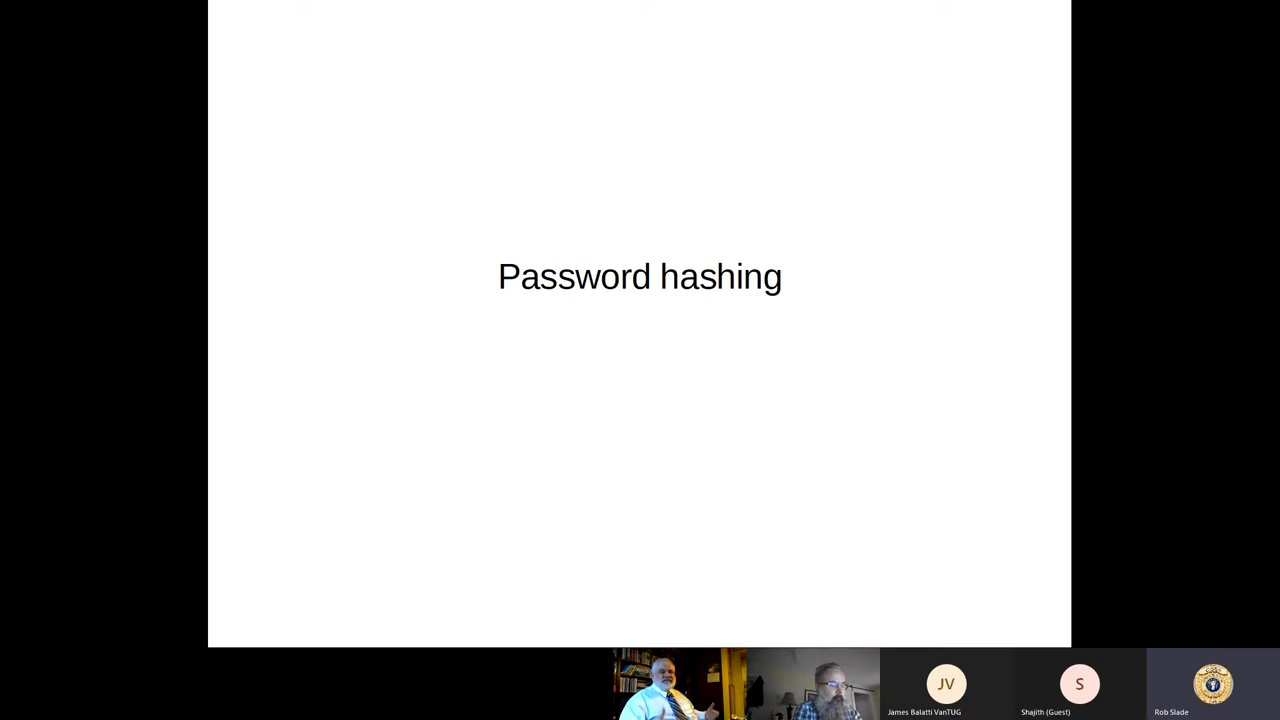 Password hashing
JV
S
James Balatti VanTUG
Shajith (Guest)
Rob Slade